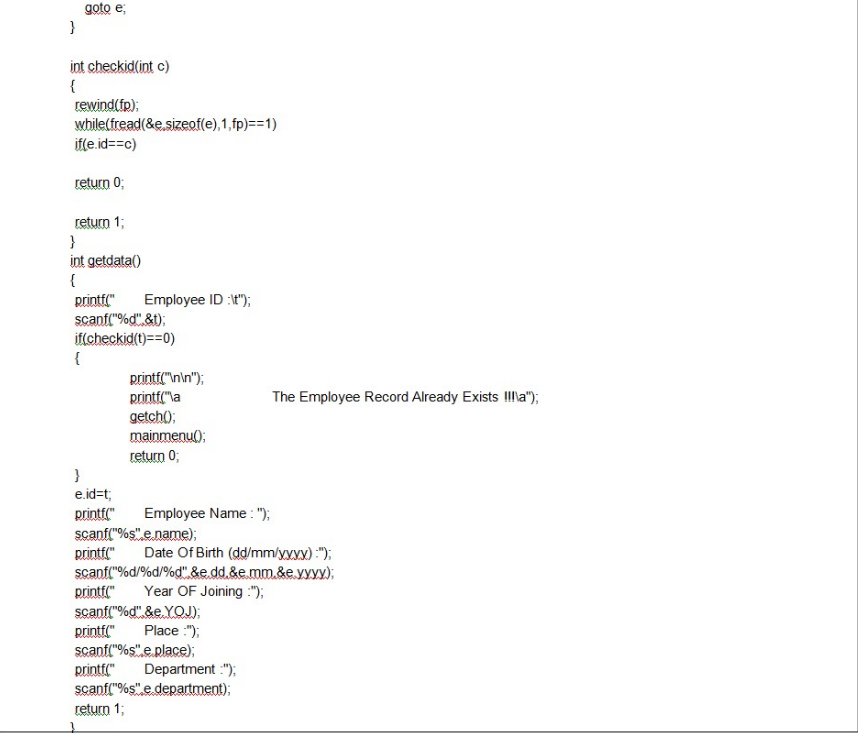 goto e;
}
int checkid(int c)
{
rewind(fp);
while(fread(&e,sizeof(e),1,fp)==1)
if(e.id==c)
return 0;
return 1;
}
int getdata()
{
printf("       Employee ID :\t");
scanf("%d",&t);
if(checkid(t)==0)
{
printf("\n\n");
printf("\a                       The Employee Record Already Exists !!!\a");
getch();
mainmenu();
return 0;
}
e.id=t;
printf("       Employee Name : ");
scanf("%s",e.name);
printf("       Date Of Birth (dd/mm/yyyy) :");
scanf("%d/%d/%d",&e.dd,&e.mm,&e.yyyy);
printf("       Year OF Joining :");
scanf("%d",&e.YOJ);
printf("       Place :");
scanf("%s",e.place);
printf("       Department :");
scanf("%s",e.department);
return 1;
}